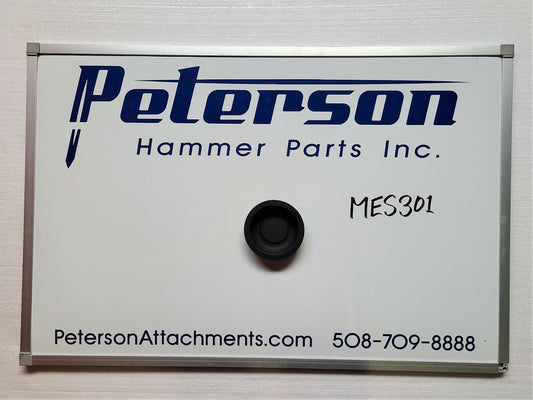 Peterson
Hammer Parts Inc.
MES301
PetersonAttachments.com 508-709-8888